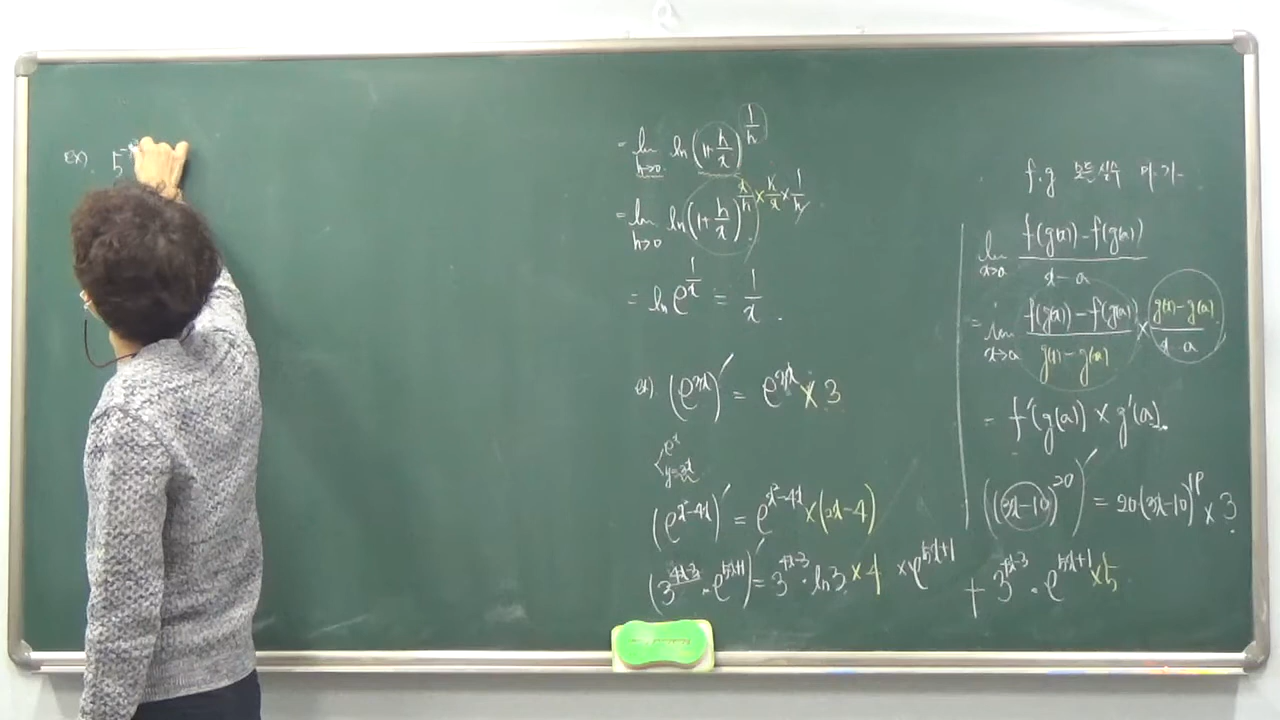 ex). 5
= lim h→0 ln(1+h/x)^(1/h)
= lim h→0 ln(1+h/x)^(x/h × h/x × 1/h)
= ln e^(1/x) = 1/x .
ex) (e^(3x))′ = e^(3x) × 3
e^x
y=3x
(e^(x²-4x))′ = e^(x²-4x) × (2x-4)
(3^(4x-3) · e^(5x+1))′ = 3^(4x-3) · ln3 × 4 × e^(5x+1) + 3^(4x-3) · e^(5x+1) × 5
f.g 모든 실수
lim x→a (f(g(x)) - f(g(a)))/(x-a)
= lim x→a (f(g(x)) - f(g(a)))/(g(x) - g(a)) × (g(x) - g(a))/(x-a)
= f′(g(a)) × g′(a).
((3x-10)^20)′ = 20(3x-10)^19 × 3